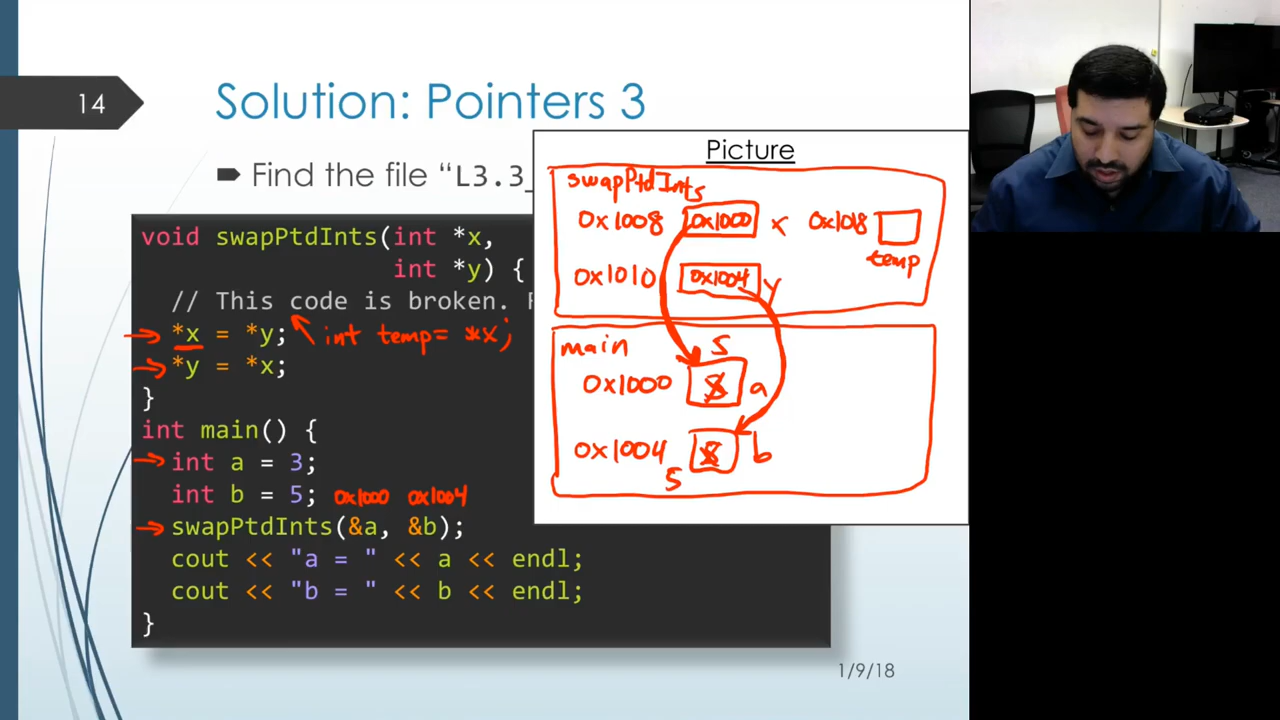 14
Solution: Pointers 3
Find the file “L3.3_
void swapPtdInts(int *x,
int *y) {
// This code is broken.
*x = *y; int temp= *x;
*y = *x;
}
int main() {
int a = 3;
int b = 5; 0x1000 0x1004
swapPtdInts(&a, &b);
cout << "a = " << a << endl;
cout << "b = " << b << endl;
}
Picture
swapPtdInts
0x1008 0x1000 x 0x1018
temp
0x1010 0x1004 y
main 5
0x1000 a
0x1004 b
5
1/9/18